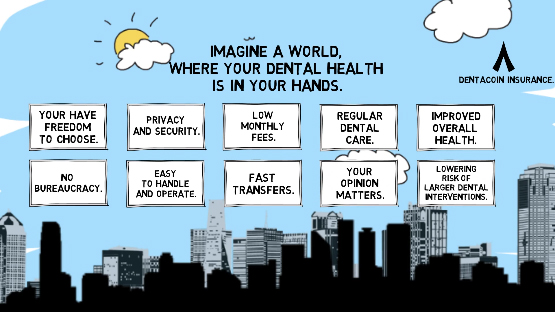 IMAGINE A WORLD,
WHERE YOUR DENTAL HEALTH
IS IN YOUR HANDS.
DENTACOIN INSURANCE.
YOUR HAVE
FREEDOM
TO CHOOSE.
PRIVACY
AND SECURITY.
LOW
MONTHLY
FEES.
REGULAR
DENTAL
CARE.
IMPROVED
OVERALL
HEALTH.
NO
BUREAUCRACY.
EASY
TO HANDLE
AND OPERATE.
FAST
TRANSFERS.
YOUR
OPINION
MATTERS.
LOWERING
RISK OF
LARGER DENTAL
INTERVENTIONS.